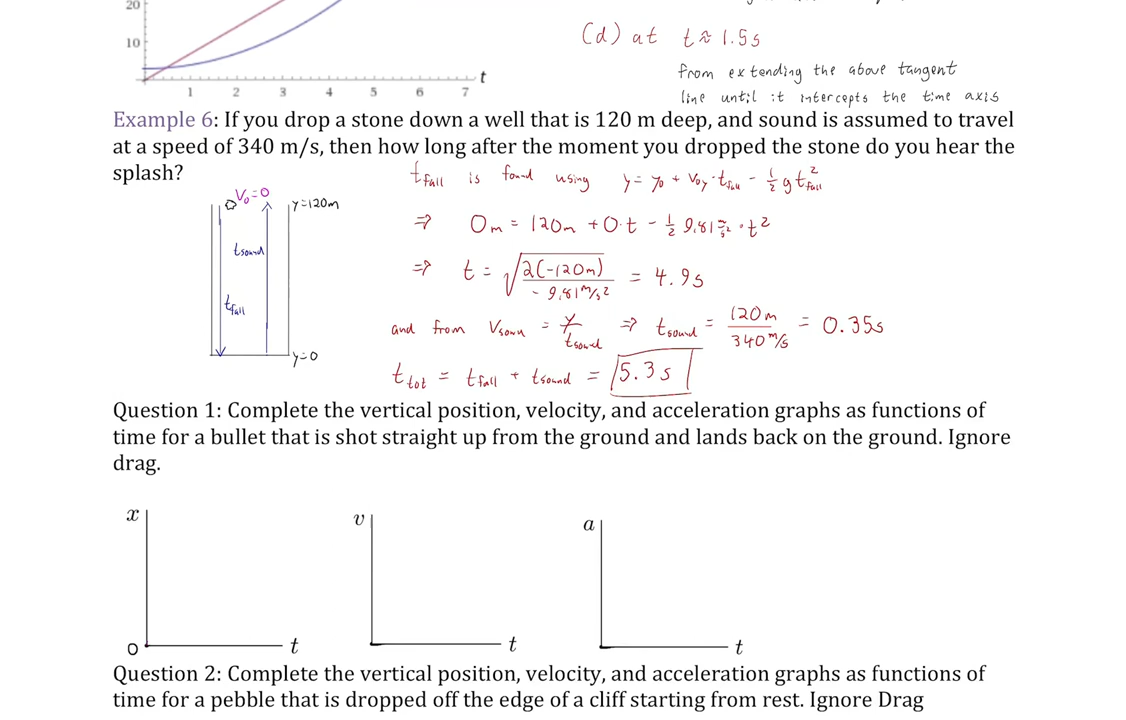 20
10
t
1 2 3 4 5 6 7
(d) at t ≈ 1.5s
from extending the above tangent
line until it intercepts the time axis
Example 6: If you drop a stone down a well that is 120 m deep, and sound is assumed to travel
at a speed of 340 m/s, then how long after the moment you dropped the stone do you hear the
splash?
t_fall is found using y = y₀ + v₀y·t_fall - ½ g t²_fall
V₀=0
y=120m
t_sound
t_fall
y=0
⇒ 0m = 120m + 0·t - ½ 9.81 m/s² · t²
⇒ t = √(2(-120m) / -9.81 m/s²) = 4.9s
and from V_soun = y/t_sound ⇒ t_sound = 120m / 340 m/s = 0.35s
t_tot = t_fall + t_sound = 5.3s
Question 1: Complete the vertical position, velocity, and acceleration graphs as functions of
time for a bullet that is shot straight up from the ground and lands back on the ground. Ignore
drag.
x
0
t
v
t
a
t
Question 2: Complete the vertical position, velocity, and acceleration graphs as functions of
time for a pebble that is dropped off the edge of a cliff starting from rest. Ignore Drag